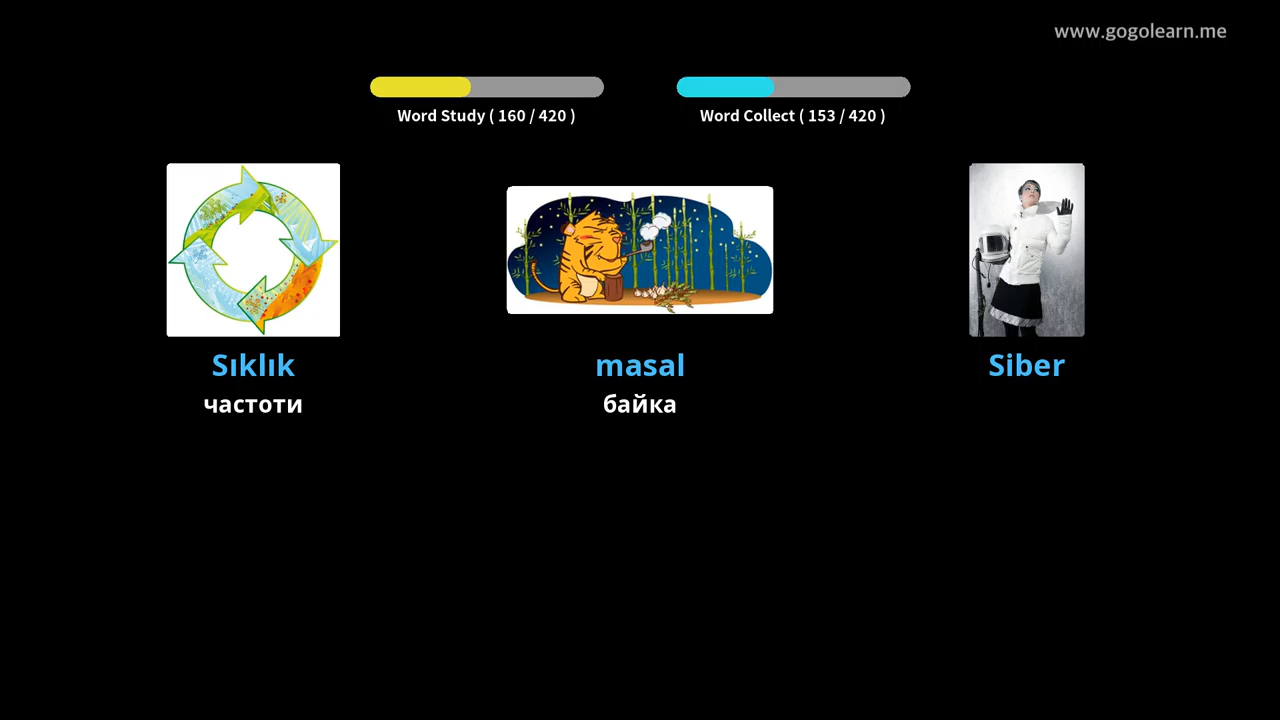 www.gogolearn.me
Word Study ( 160 / 420 )
Word Collect ( 153 / 420 )
Sıklık
masal
Siber
частоти
байка